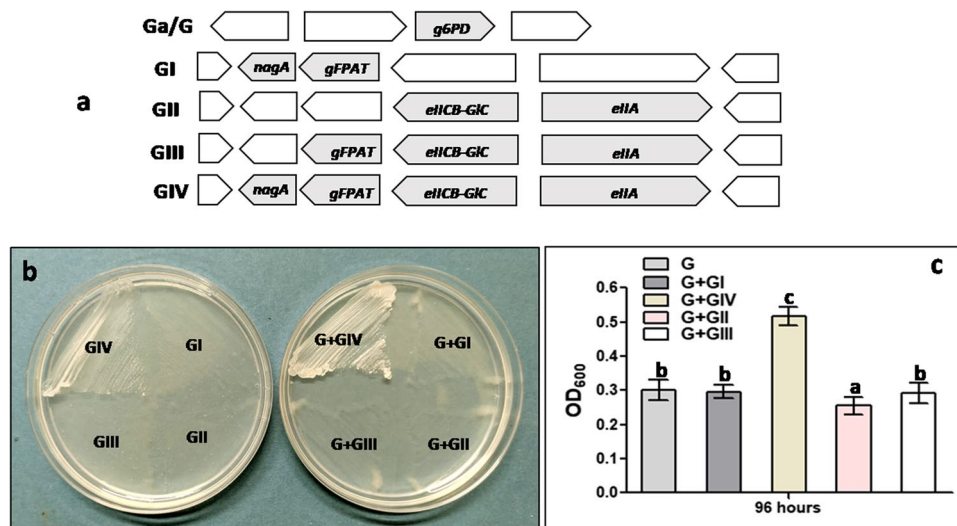 Ga/G g6PD
GI nagA gFPAT
a
GII eIICB-GlC eIIA
GIII gFPAT eIICB-GlC eIIA
GIV nagA gFPAT eIICB-GlC eIIA
b
GIV GI
GIII GII
G+GIV G+GI
G+GIII G+GII
c
G
G+GI
G+GIV
G+GII
G+GIII
OD600
0.6
0.5
0.4
0.3
0.2
0.1
0.0
b b c a b
96 hours